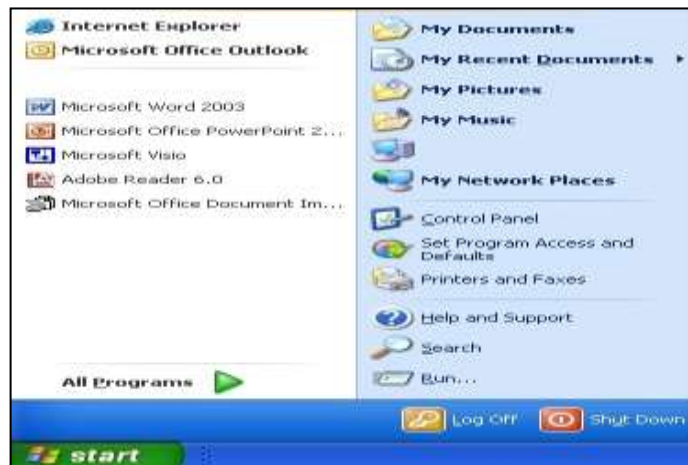 Internet Explorer
Microsoft Office Outlook
Microsoft Word 2003
Microsoft Office PowerPoint 2...
Microsoft Visio
Adobe Reader 6.0
Microsoft Office Document Im...
All Programs
My Documents
My Recent Documents
My Pictures
My Music
My Network Places
Control Panel
Set Program Access and
Defaults
Printers and Faxes
Help and Support
Search
Run...
Log Off
Shut Down
start